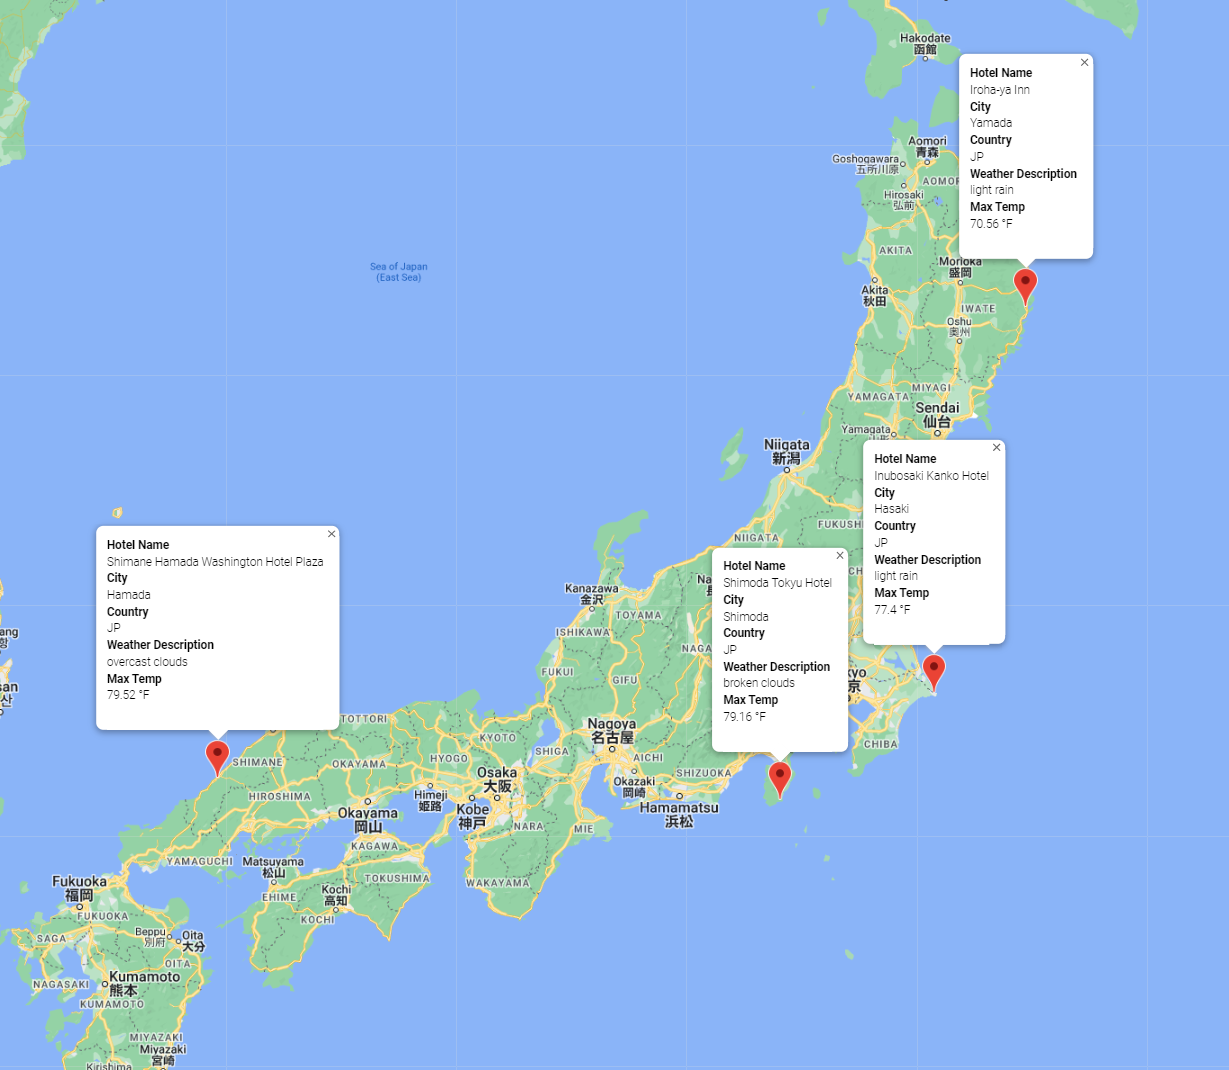 Hakodate
函館
Hotel Name
Iroha-ya Inn
City
Yamada
Country
JP
Weather Description
light rain
Max Temp
70.56 °F
Aomori
青森
Goshogawara
五所川原
AOMOR
Hirosaki
弘前
AKITA
Morioka
盛岡
Sea of Japan
(East Sea)
Akita
秋田
IWATE
Oshu
奥州
MIYAGI
YAMAGATA
Sendai
仙台
Yamagata
Niigata
新潟
Hotel Name
Inubosaki Kanko Hotel
City
Hasaki
Country
JP
Weather Description
light rain
Max Temp
77.4 °F
FUKUSH
NIIGATA
Hotel Name
Shimane Hamada Washington Hotel Plaza
City
Hamada
Country
JP
Weather Description
overcast clouds
Max Temp
79.52 °F
Hotel Name
Shimoda Tokyu Hotel
City
Shimoda
Country
JP
Weather Description
broken clouds
Max Temp
79.16 °F
CH
Na
Kanazawa
金沢
TOYAMA
ISHIKAWA
NAGA
FUKUI
GIFU
kyo
京
ang
항
san
산
TOTTORI
KYOTO
Nagoya
名古屋
SHIGA
AICHI
CHIBA
SHIMANE
OKAYAMA
HYOGO
Osaka
大阪
SHIZUOKA
Okazaki
岡崎
HIROSHIMA
Himeji
姫路
Kobe
神戸
Hamamatsu
浜松
Okayama
岡山
NARA
MIE
KAGAWA
YAMAGUCHI
Matsuyama
松山
TOKUSHIMA
WAKAYAMA
Fukuoka
福岡
Kochi
高知
EHIME
KOCHI
FUKUOKA
Beppu
別府
Oita
大分
SAGA
OITA
Kumamoto
熊本
NAGASAKI
KUMAMOTO
MIYAZAKI
Miyazaki
宮崎
Kirishima